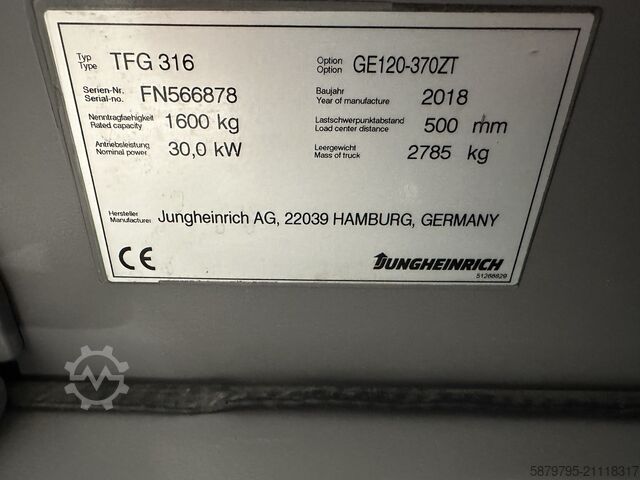 Typ
Type TFG 316 Option
Option GE120-370ZT
Serien-Nr.
Serial-no. FN566878 Baujahr
Year of manufacture 2018
Nenntragfaehigkeit
Rated capacity 1600 kg Lastschwerpunktabstand
Load center distance 500 mm
Antriebsleistung
Nominal power 30,0 kW Leergewicht
Mass of truck 2785 kg
Hersteller
Manufacturer Jungheinrich AG, 22039 HAMBURG, GERMANY
CE JUNGHEINRICH
51268829
5879795-21118317